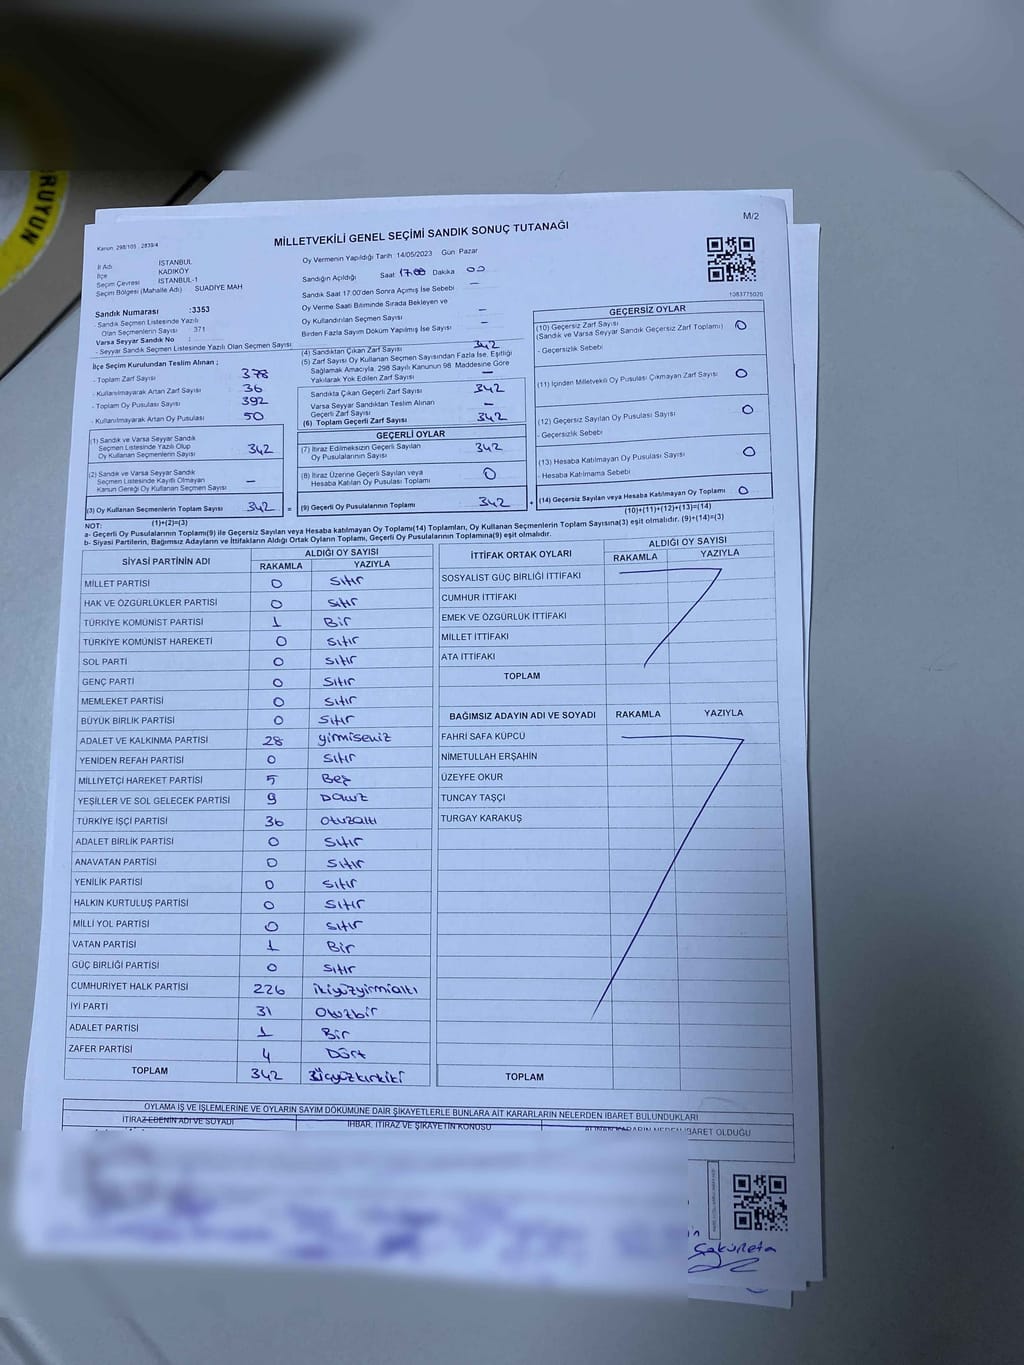 RUYUN
M/2
Kanun: 298/105 - 2839/4
MİLLETVEKİLİ GENEL SEÇİMİ SANDIK SONUÇ TUTANAĞI
İl Adı İSTANBUL
İlçe KADIKÖY
Seçim Çevresi İSTANBUL-1
Seçim Bölgesi (Mahalle Adı) SUADİYE MAH
Oy Vermenin Yapıldığı Tarih 14/05/2023 Gün Pazar
Sandığın Açıldığı Saat 17:00 Dakika 00
Sandık Saat 17:00'den Sonra Açılmış İse Sebebi —
Oy Verme Saati Bitiminde Sırada Bekleyen ve
Oy Kullandırılan Seçmen Sayısı —
Birden Fazla Sayım Döküm Yapılmış İse Sayısı —
1083775020
Sandık Numarası :3353
- Sandık Seçmen Listesinde Yazılı
Olan Seçmenlerin Sayısı : 371
Varsa Seyyar Sandık No :
- Seyyar Sandık Seçmen Listesinde Yazılı Olan Seçmen Sayısı
İlçe Seçim Kurulundan Teslim Alınan ;
- Toplam Zarf Sayısı 378
- Kullanılmayarak Artan Zarf Sayısı 36
- Toplam Oy Pusulası Sayısı 392
- Kullanılmayarak Artan Oy Pusulası 50
(1) Sandık ve Varsa Seyyar Sandık
Seçmen Listesinde Yazılı Olup
Oy Kullanan Seçmenlerin Sayısı 342
(2) Sandık ve Varsa Seyyar Sandık
Seçmen Listesinde Kayıtlı Olmayan
Kanun Gereği Oy Kullanan Seçmen Sayısı —
(3) Oy Kullanan Seçmenlerin Toplam Sayısı 342 =
(1)+(2)=(3)
(4) Sandıktan Çıkan Zarf Sayısı 342
(5) Zarf Sayısı Oy Kullanan Seçmen Sayısından Fazla İse, Eşitliği
Sağlamak Amacıyla, 298 Sayılı Kanunun 98. Maddesine Göre
Yakılarak Yok Edilen Zarf Sayısı —
Sandıkta Çıkan Geçerli Zarf Sayısı 342
Varsa Seyyar Sandıktan Teslim Alınan
Geçerli Zarf Sayısı —
(6) Toplam Geçerli Zarf Sayısı 342
GEÇERLİ OYLAR
(7) İtiraz Edilmeksizin Geçerli Sayılan
Oy Pusulalarının Sayısı 342
(8) İtiraz Üzerine Geçerli Sayılan veya
Hesaba Katılan Oy Pusulası Toplamı 0
(9) Geçerli Oy Pusulalarının Toplamı 342 +
GEÇERSİZ OYLAR
(10) Geçersiz Zarf Sayısı
(Sandık ve Varsa Seyyar Sandık Geçersiz Zarf Toplamı) 0
- Geçersizlik Sebebi
(11) İçinden Milletvekili Oy Pusulası Çıkmayan Zarf Sayısı 0
(12) Geçersiz Sayılan Oy Pusulası Sayısı 0
- Geçersizlik Sebebi
(13) Hesaba Katılmayan Oy Pusulası Sayısı 0
- Hesaba Katılmama Sebebi
(14) Geçersiz Sayılan veya Hesaba Katılmayan Oy Toplamı 0
(10)+(11)+(12)+(13)=(14)
NOT:
a- Geçerli Oy Pusulalarının Toplamı(9) ile Geçersiz Sayılan veya Hesaba katılmayan Oy Toplamı(14) Toplamları, Oy Kullanan Seçmenlerin Toplam Sayısına(3) eşit olmalıdır. (9)+(14)=(3)
b- Siyasi Partilerin, Bağımsız Adayların ve İttifakların Aldığı Ortak Oyların Toplamı, Geçerli Oy Pusulalarının Toplamına(9) eşit olmalıdır.
SİYASİ PARTİNİN ADI ALDIĞI OY SAYISI
RAKAMLA YAZIYLA
MİLLET PARTİSİ 0 sıfır
HAK VE ÖZGÜRLÜKLER PARTİSİ 0 sıfır
TÜRKİYE KOMÜNİST PARTİSİ 1 Bir
TÜRKİYE KOMÜNİST HAREKETİ 0 sıfır
SOL PARTİ 0 sıfır
GENÇ PARTİ 0 sıfır
MEMLEKET PARTİSİ 0 sıfır
BÜYÜK BİRLİK PARTİSİ 0 sıfır
ADALET VE KALKINMA PARTİSİ 28 yirmisekiz
YENİDEN REFAH PARTİSİ 0 sıfır
MİLLİYETÇİ HAREKET PARTİSİ 5 Beş
YEŞİLLER VE SOL GELECEK PARTİSİ 9 Dokuz
TÜRKİYE İŞÇİ PARTİSİ 36 Otuzaltı
ADALET BİRLİK PARTİSİ 0 sıfır
ANAVATAN PARTİSİ 0 sıfır
YENİLİK PARTİSİ 0 sıfır
HALKIN KURTULUŞ PARTİSİ 0 sıfır
MİLLİ YOL PARTİSİ 0 sıfır
VATAN PARTİSİ 1 Bir
GÜÇ BİRLİĞİ PARTİSİ 0 sıfır
CUMHURİYET HALK PARTİSİ 226 ikiyüzyirmialtı
İYİ PARTİ 31 Otuzbir
ADALET PARTİSİ 1 Bir
ZAFER PARTİSİ 4 Dört
TOPLAM 342 üçyüzkırkiki
İTTİFAK ORTAK OYLARI ALDIĞI OY SAYISI
RAKAMLA YAZIYLA
SOSYALİST GÜÇ BİRLİĞİ İTTİFAKI
CUMHUR İTTİFAKI
EMEK VE ÖZGÜRLÜK İTTİFAKI
MİLLET İTTİFAKI
ATA İTTİFAKI
TOPLAM
BAĞIMSIZ ADAYIN ADI VE SOYADI RAKAMLA YAZIYLA
FAHRİ SAFA KÜPCÜ
NİMETULLAH ERŞAHİN
ÜZEYFE OKUR
TUNCAY TAŞÇI
TURGAY KARAKUŞ
TOPLAM
OYLAMA İŞ VE İŞLEMLERİNE VE OYLARIN SAYIM DÖKÜMÜNE DAİR ŞİKAYETLERLE BUNLARA AİT KARARLARIN NELERDEN İBARET BULUNDUKLARI
İTİRAZ EDENİN ADI VE SOYADI İHBAR, İTİRAZ VE ŞİKAYETİN KONUSU ALINAN KARARIN NEDEN İBARET OLDUĞU